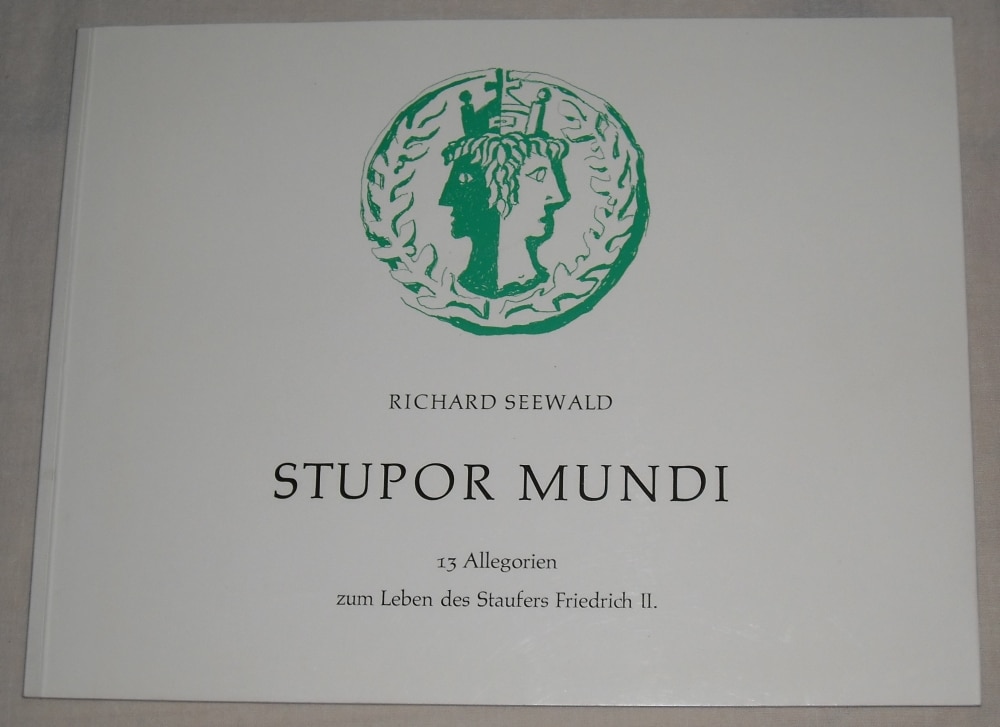 RICHARD SEEWALD
STUPOR MUNDI
13 Allegorien
zum Leben des Staufers Friedrich II.